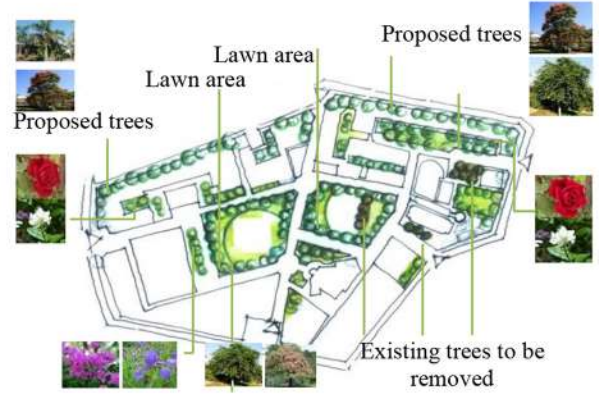 Proposed trees
Lawn area
Lawn area
Proposed trees
Existing trees to be
removed